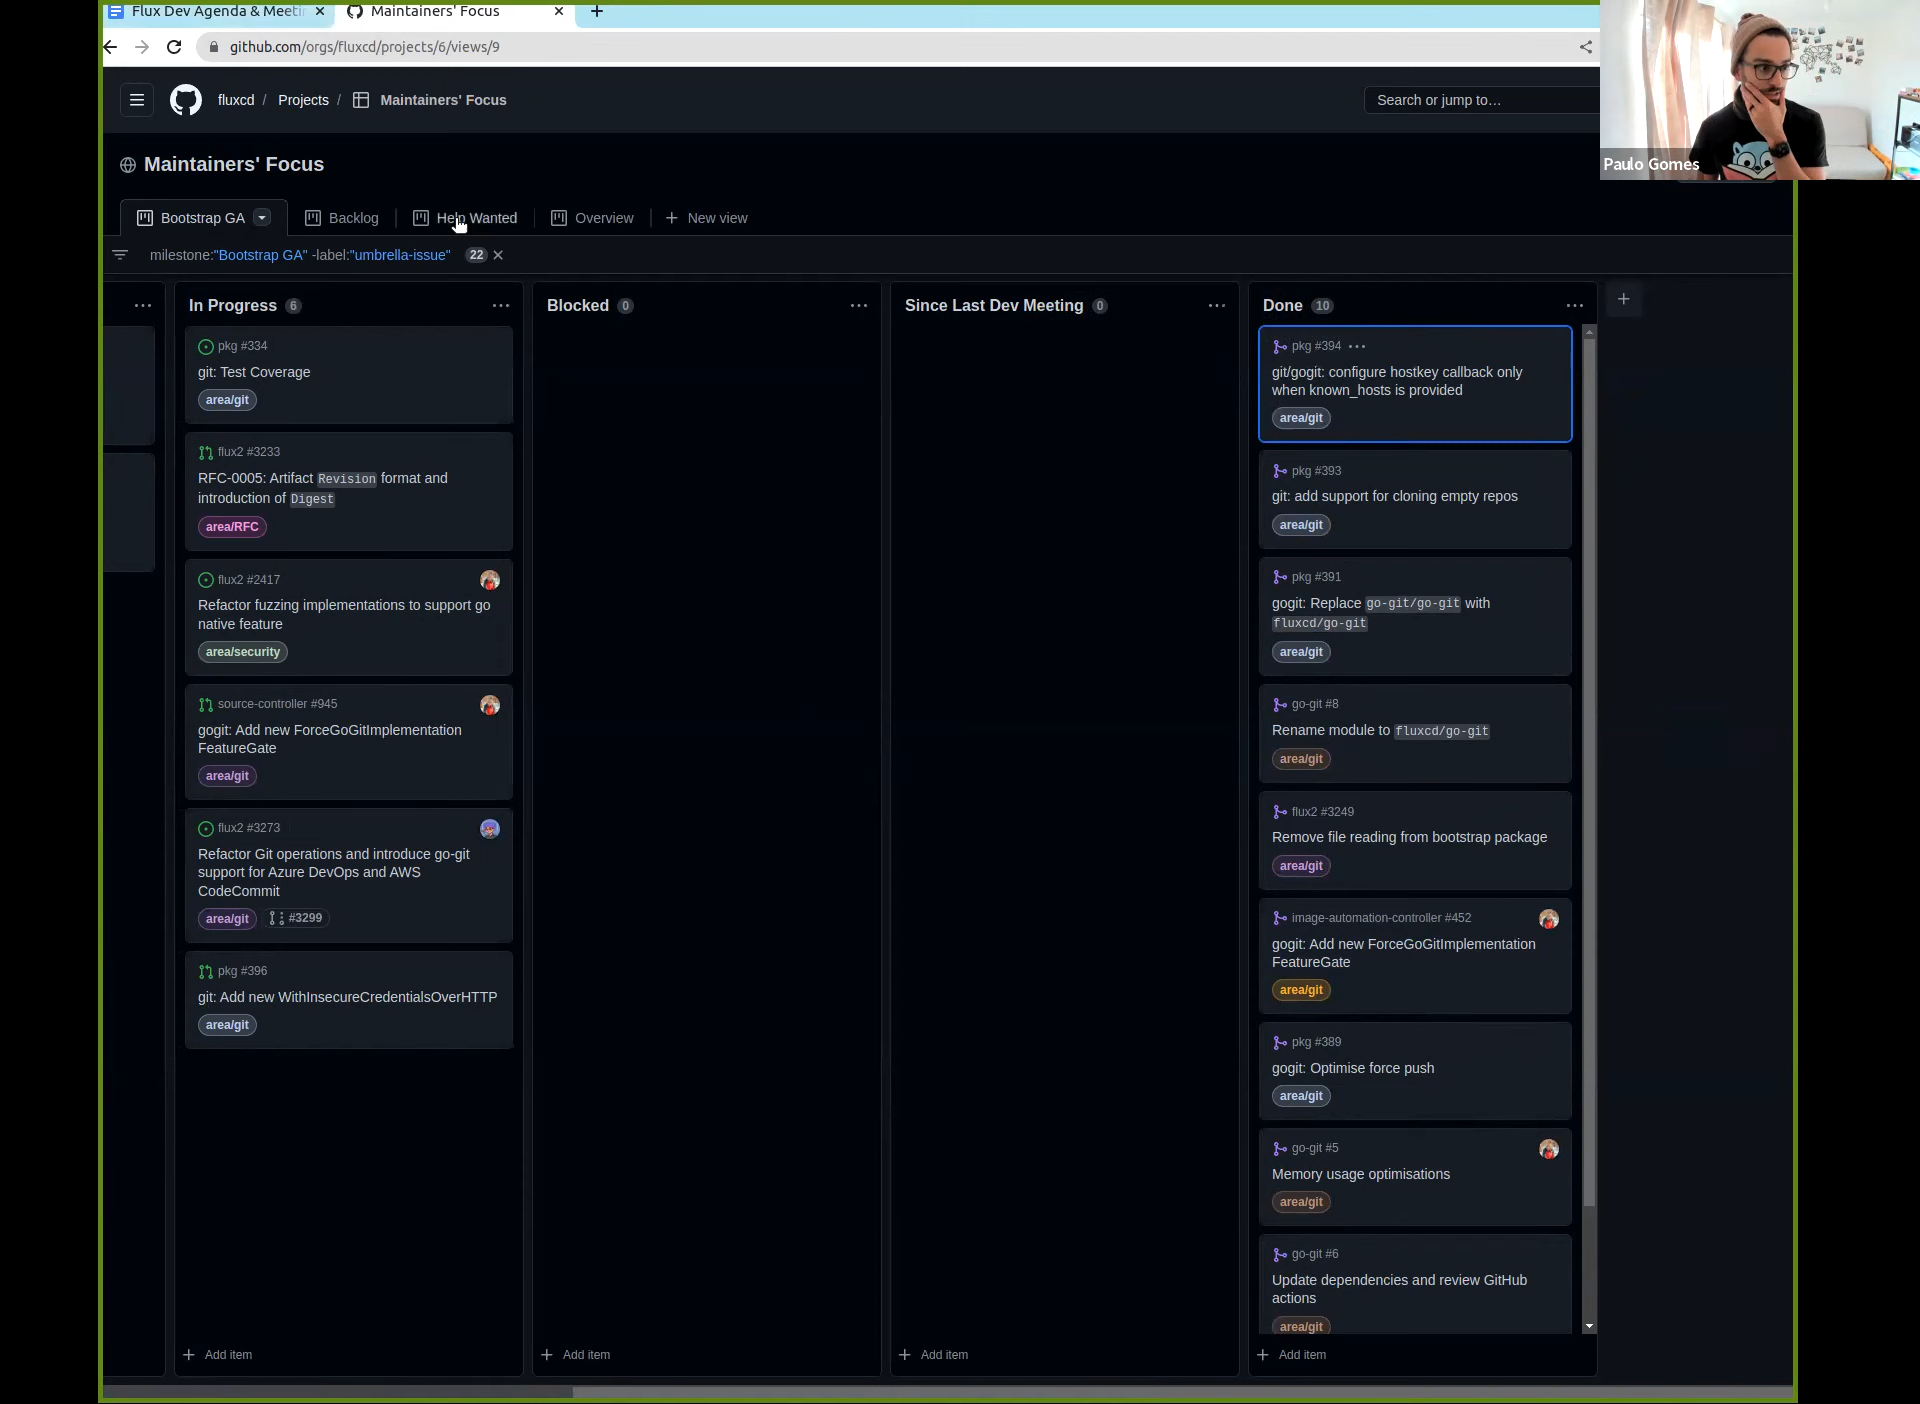 Flux Dev Agenda & Meeti
Maintainers' Focus
github.com/orgs/fluxcd/projects/6/views/9
fluxcd / Projects / Maintainers' Focus
Search or jump to…
Paulo Gomes
Maintainers' Focus
Bootstrap GA
Backlog
Help Wanted
Overview
New view
milestone:"Bootstrap GA" -label:"umbrella-issue" 22
In Progress 6
pkg #334
git: Test Coverage
area/git
flux2 #3233
RFC-0005: Artifact Revision format and
introduction of Digest
area/RFC
flux2 #2417
Refactor fuzzing implementations to support go
native feature
area/security
source-controller #945
gogit: Add new ForceGoGitImplementation
FeatureGate
area/git
flux2 #3273
Refactor Git operations and introduce go-git
support for Azure DevOps and AWS
CodeCommit
area/git #3299
pkg #396
git: Add new WithInsecureCredentialsOverHTTP
area/git
Add item
Blocked 0
Add item
Since Last Dev Meeting 0
Add item
Done 10
pkg #394
git/gogit: configure hostkey callback only
when known_hosts is provided
area/git
pkg #393
git: add support for cloning empty repos
area/git
pkg #391
gogit: Replace go-git/go-git with
fluxcd/go-git
area/git
go-git #8
Rename module to fluxcd/go-git
area/git
flux2 #3249
Remove file reading from bootstrap package
area/git
image-automation-controller #452
gogit: Add new ForceGoGitImplementation
FeatureGate
area/git
pkg #389
gogit: Optimise force push
area/git
go-git #5
Memory usage optimisations
area/git
go-git #6
Update dependencies and review GitHub
actions
area/git
Add item